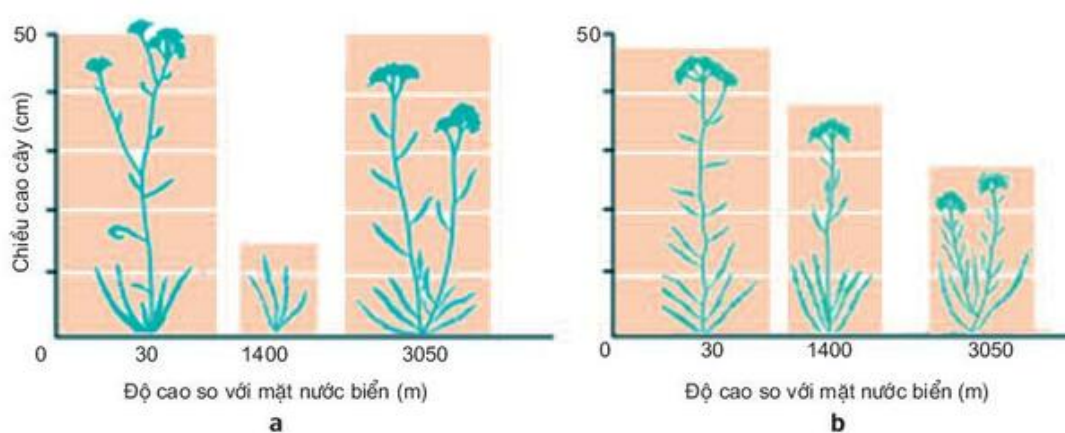 50
Chiều cao cây (cm)
0
30
1400
3050
Độ cao so với mặt nước biển (m)
a
50
0
30
1400
3050
Độ cao so với mặt nước biển (m)
b